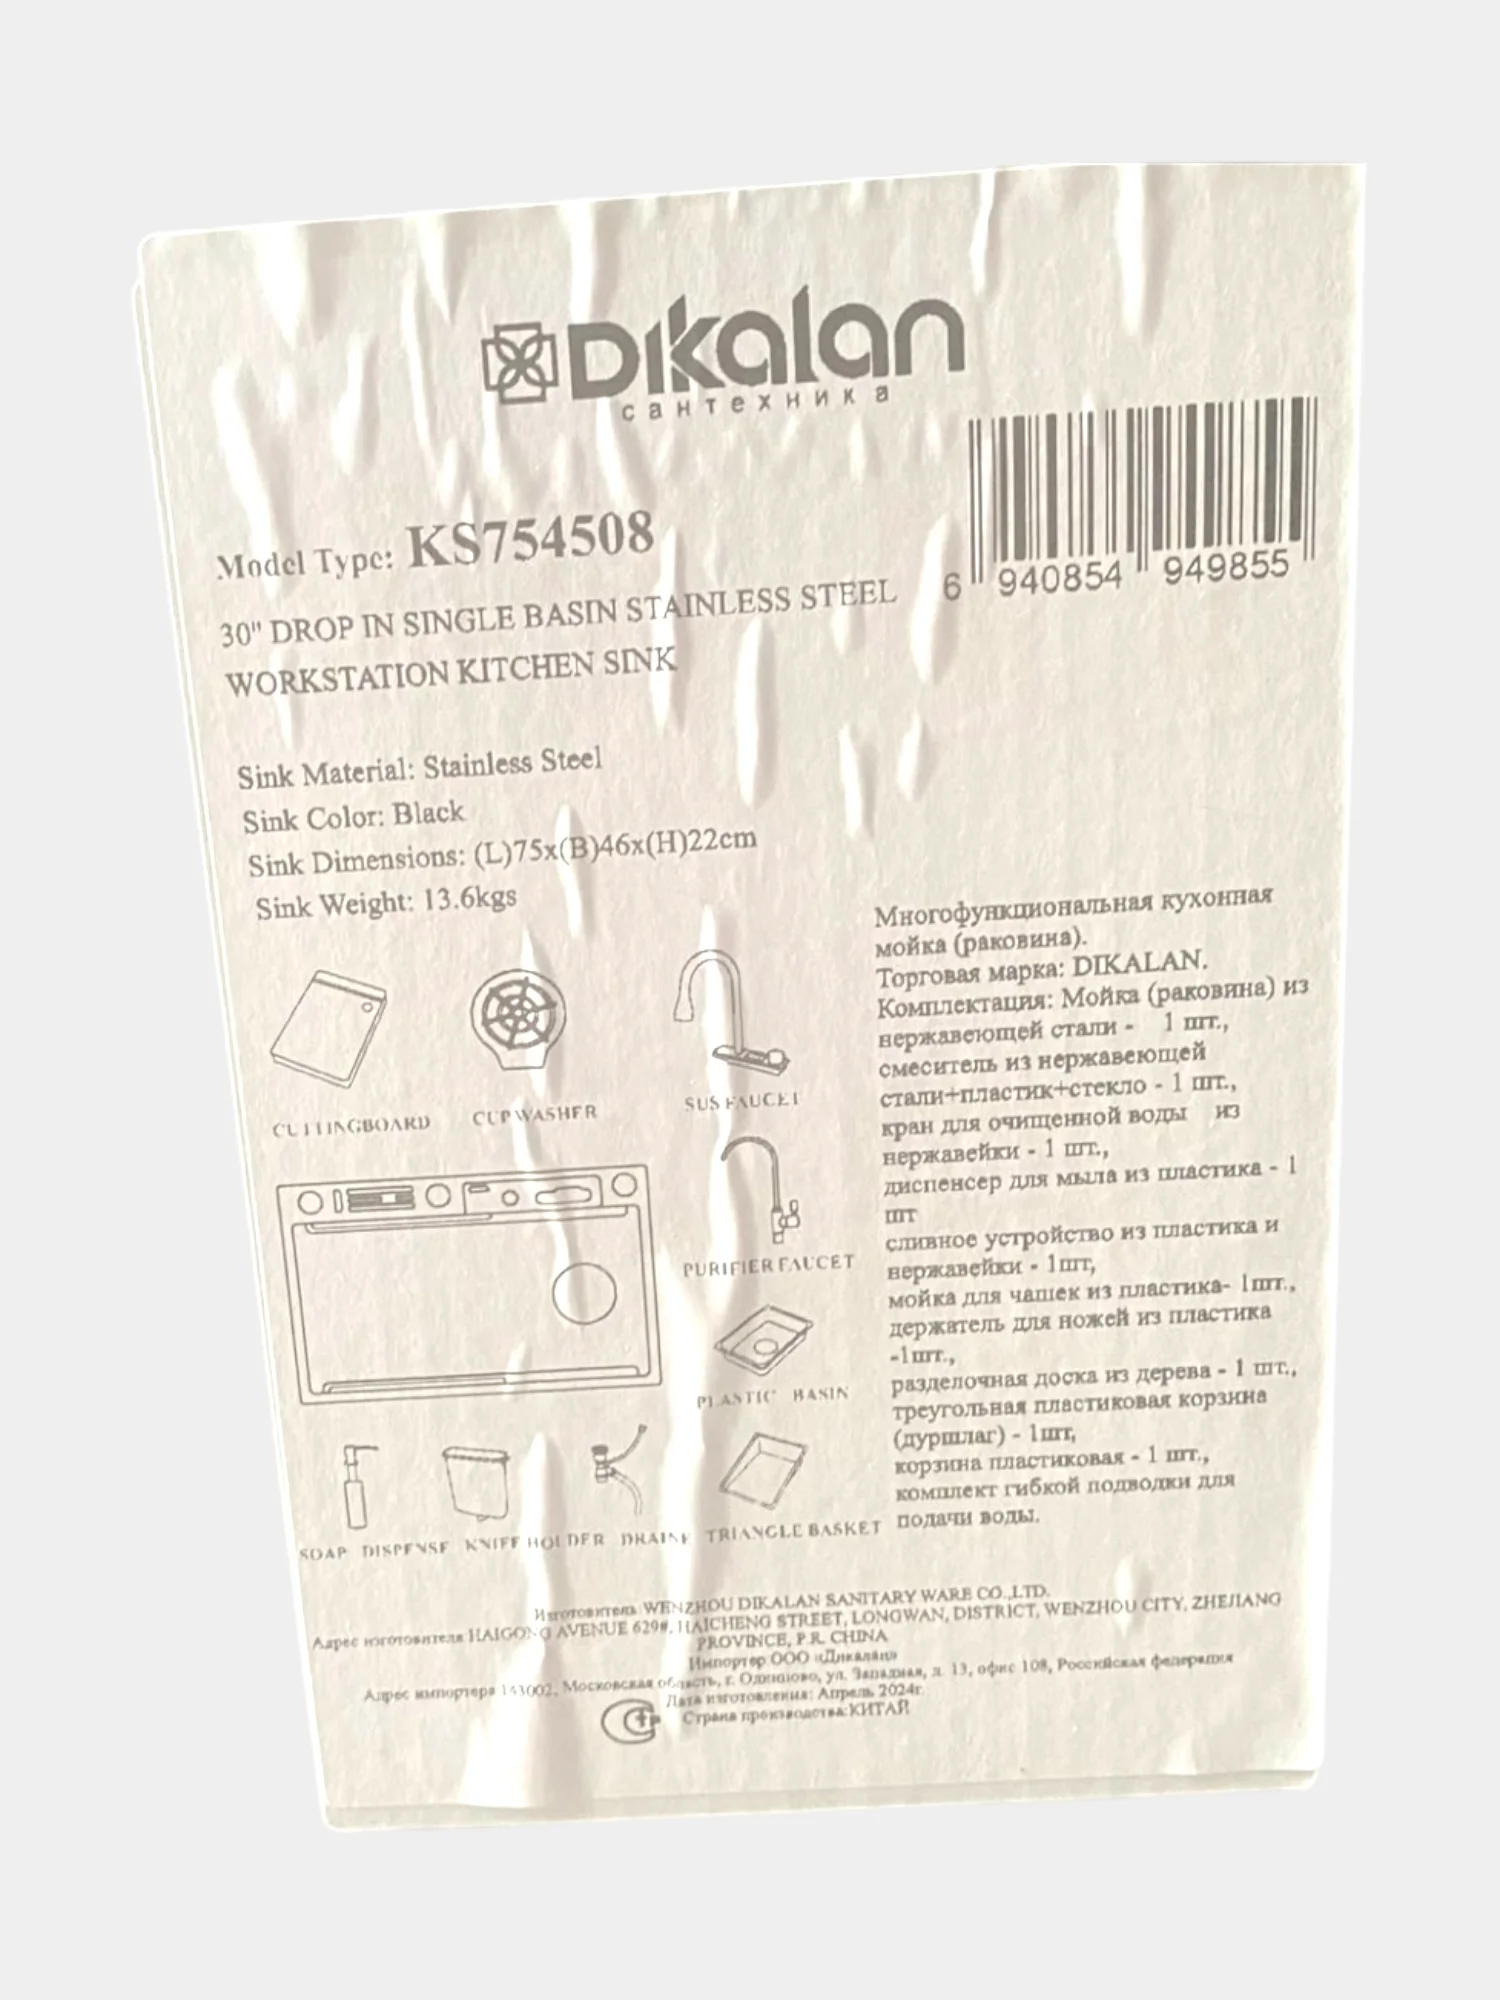 Dikalan
сантехника
6 940854 949855
Model Type: KS754508
30" DROP IN SINGLE BASIN STAINLESS STEEL
WORKSTATION KITCHEN SINK
Sink Material: Stainless Steel
Sink Color: Black
Sink Dimensions: (L)75x(B)46x(H)22cm
Sink Weight: 13.6kgs
CUTTINGBOARD
CUP WASHER
SUS FAUCET
PURIFIER FAUCET
PLASTIC BASIN
SOAP DISPENSE
KNIFE HOLDER
DRAINE
TRIANGLE BASKET
Многофункциональная кухонная
мойка (раковина).
Торговая марка: DIKALAN.
Комплектация: Мойка (раковина) из
нержавеющей стали - 1 шт.,
смеситель из нержавеющей
стали+пластик+стекло - 1 шт.,
кран для очищенной воды из
нержавейки - 1 шт.,
диспенсер для мыла из пластика - 1
шт
сливное устройство из пластика и
нержавейки - 1шт,
мойка для чашек из пластика- 1шт.,
держатель для ножей из пластика
-1шт.,
разделочная доска из дерева - 1 шт.,
треугольная пластиковая корзина
(дуршлаг) - 1шт,
корзина пластиковая - 1 шт.,
комплект гибкой подводки для
подачи воды.
Изготовитель: WENZHOU DIKALAN SANITARY WARE CO.,LTD.
Адрес изготовителя HAIGONG AVENUE 629#, HAICHENG STREET, LONGWAN, DISTRICT, WENZHOU CITY, ZHEJIANG
PROVINCE, P.R. CHINA
Импортер ООО «Дикалан»
Адрес импортера 143002, Московская область, г. Одинцово, ул. Западная, д. 13, офис 108, Российская федерация
Дата изготовления: Апрель 2024г
Страна производства:КИТАЙ